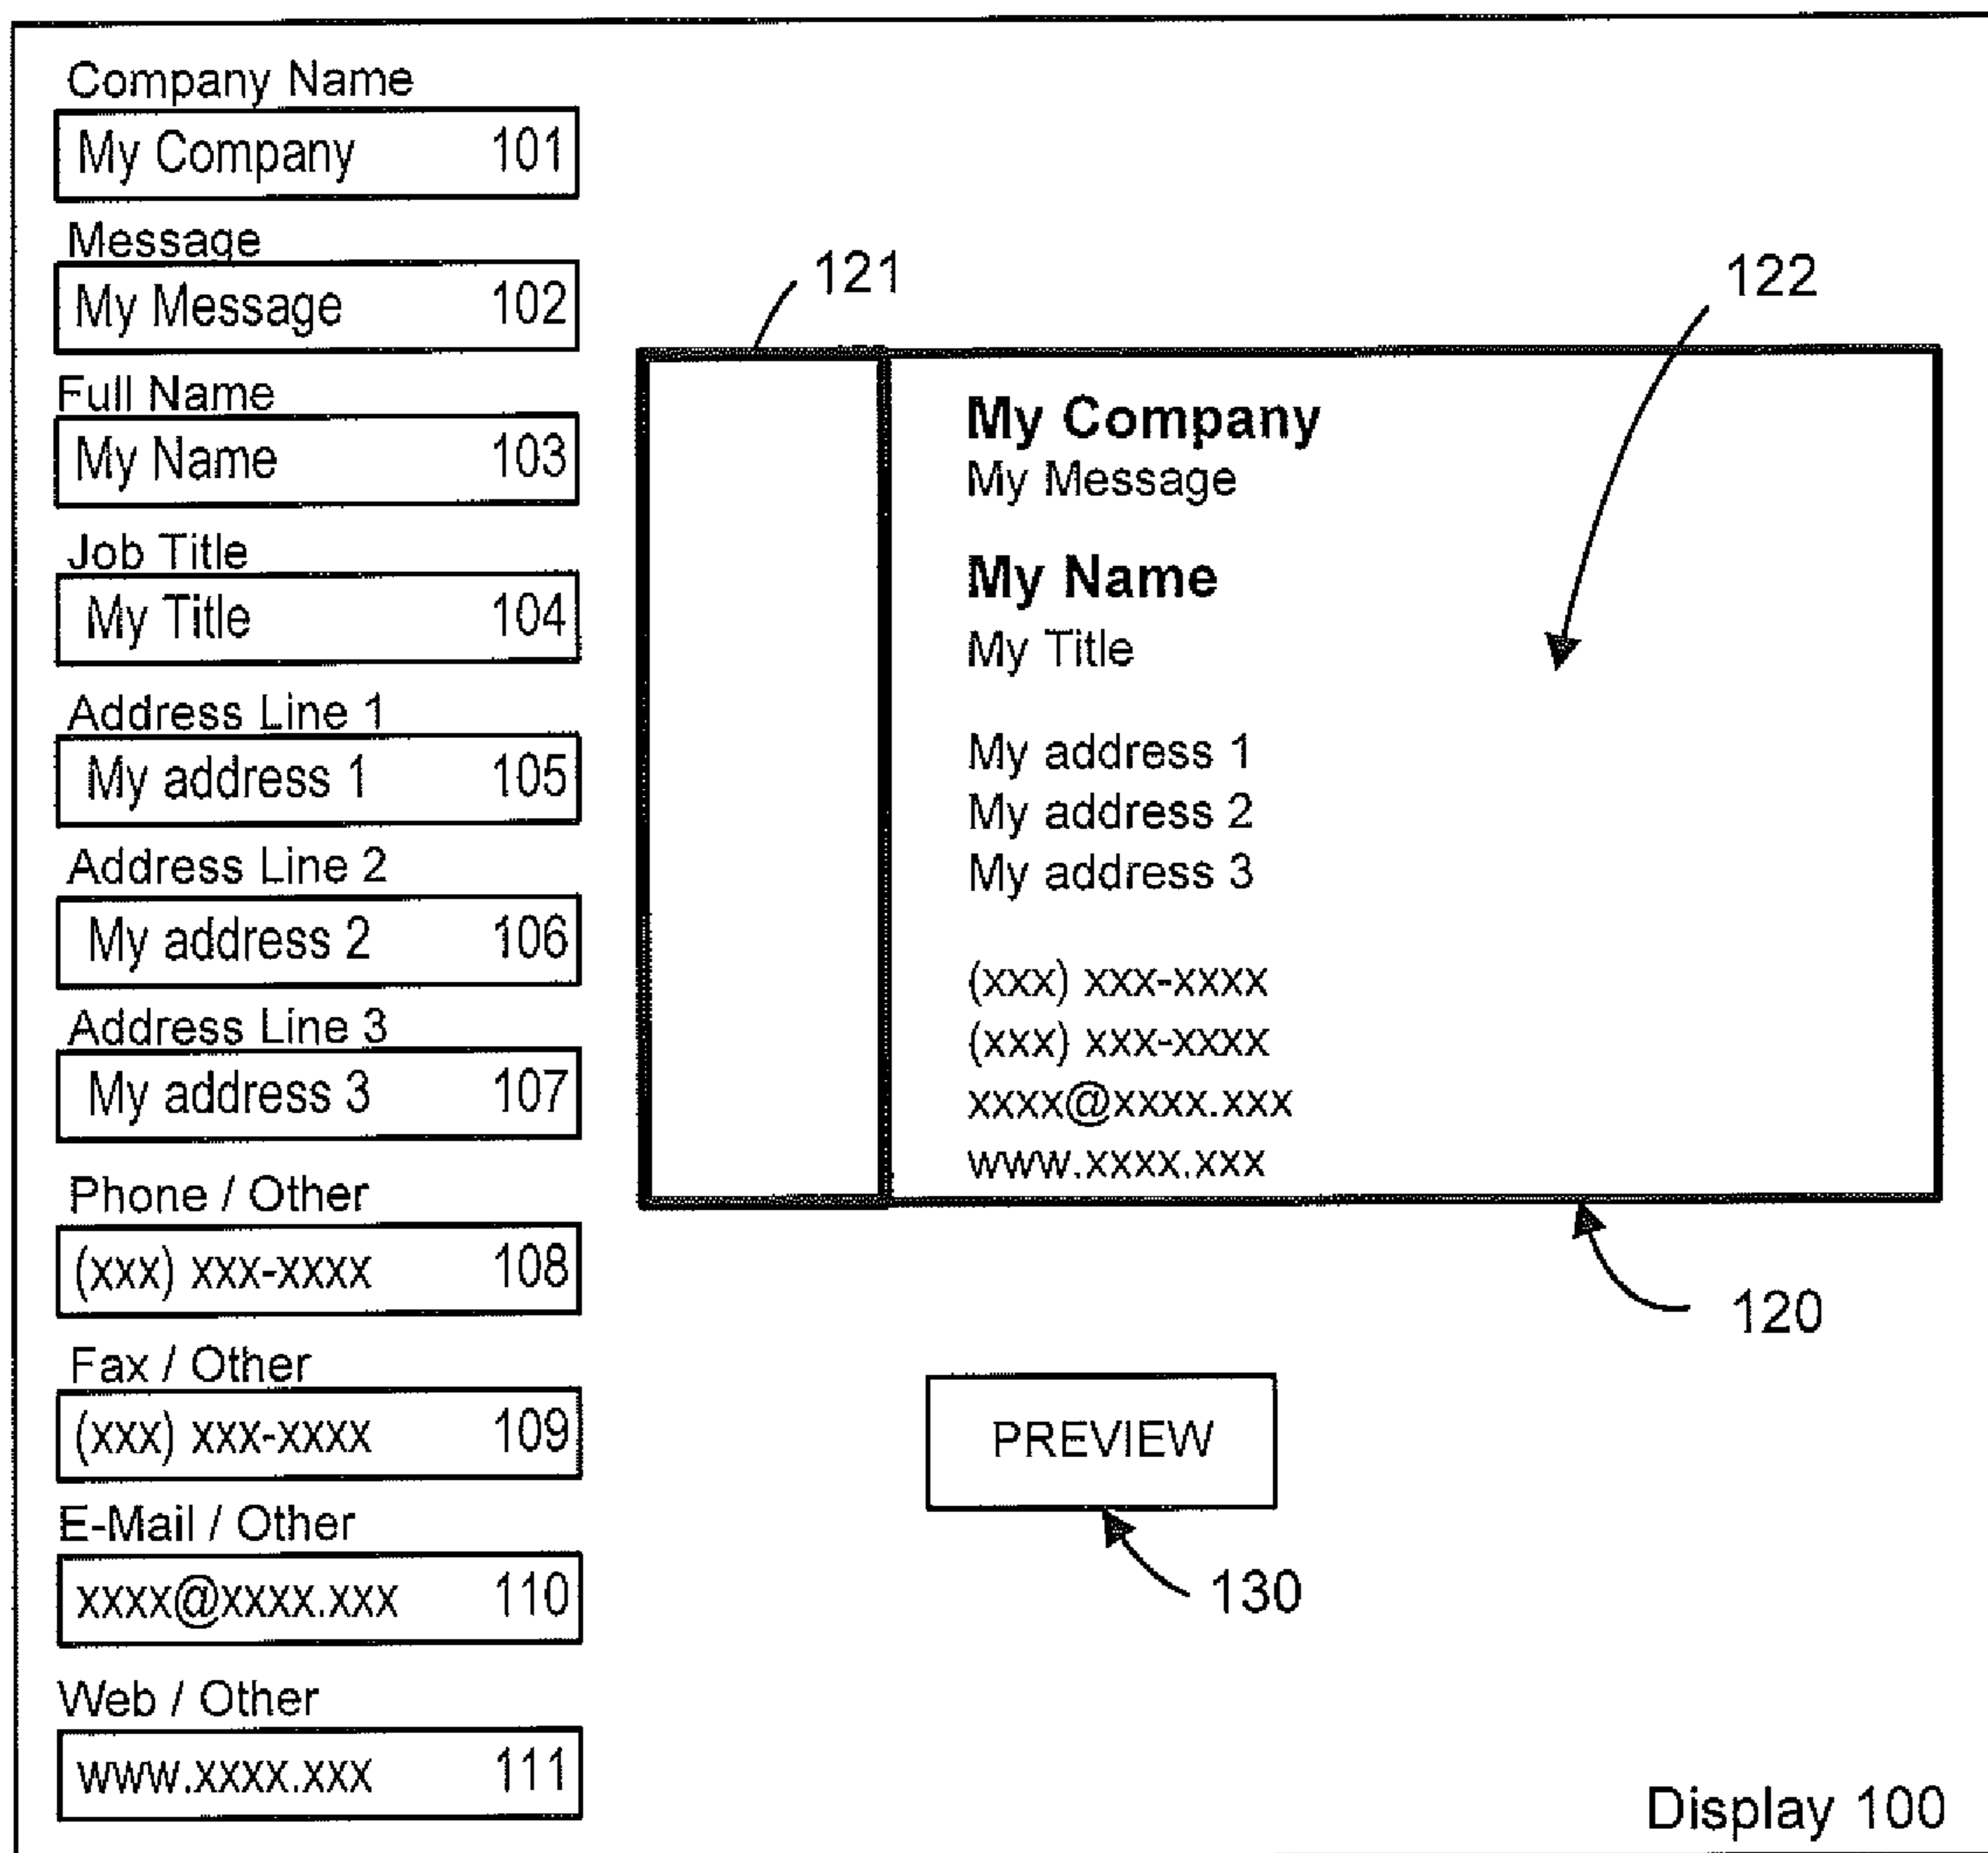 Company Name
My Company 101
Message
My Message 102
Full Name
My Name 103
Job Title
My Title 104
Address Line 1
My address 1 105
Address Line 2
My address 2 106
Address Line 3
My address 3 107
Phone / Other
(xxx) xxx-xxxx 108
Fax / Other
(xxx) xxx-xxxx 109
E-Mail / Other
xxxx@xxxx.xxx 110
Web / Other
www.xxxx.xxx 111
121
122
My Company
My Message
My Name
My Title
My address 1
My address 2
My address 3
(xxx) xxx-xxxx
(xxx) xxx-xxxx
xxxx@xxxx.xxx
www.xxxx.xxx
120
PREVIEW
130
Display 100